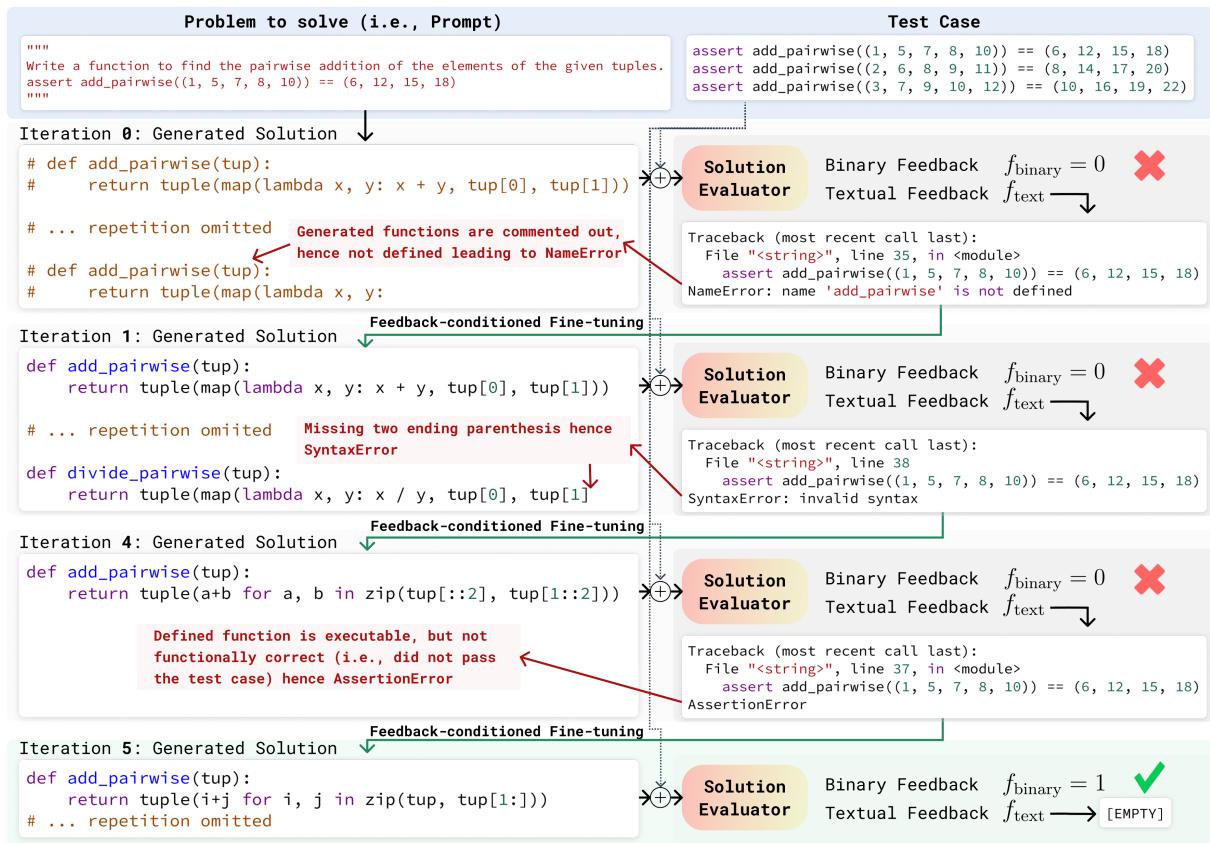 Problem to solve (i.e., Prompt)
"""
Write a function to find the pairwise addition of the elements of the given tuples.
assert add_pairwise((1, 5, 7, 8, 10)) == (6, 12, 15, 18)
"""
Test Case
assert add_pairwise((1, 5, 7, 8, 10)) == (6, 12, 15, 18)
assert add_pairwise((2, 6, 8, 9, 11)) == (8, 14, 17, 20)
assert add_pairwise((3, 7, 9, 10, 12)) == (10, 16, 19, 22)
Iteration 0: Generated Solution
# def add_pairwise(tup):
#     return tuple(map(lambda x, y: x + y, tup[0], tup[1]))
# ... repetition omitted
# def add_pairwise(tup):
#     return tuple(map(lambda x, y:
Generated functions are commented out,
hence not defined leading to NameError
Solution
Evaluator
Binary Feedback f_binary = 0
Textual Feedback f_text
Traceback (most recent call last):
  File "<string>", line 35, in <module>
    assert add_pairwise((1, 5, 7, 8, 10)) == (6, 12, 15, 18)
NameError: name 'add_pairwise' is not defined
Feedback-conditioned Fine-tuning
Iteration 1: Generated Solution
def add_pairwise(tup):
    return tuple(map(lambda x, y: x + y, tup[0], tup[1]))
# ... repetition omiited
def divide_pairwise(tup):
    return tuple(map(lambda x, y: x / y, tup[0], tup[1]
Missing two ending parenthesis hence
SyntaxError
Solution
Evaluator
Binary Feedback f_binary = 0
Textual Feedback f_text
Traceback (most recent call last):
  File "<string>", line 38
    assert add_pairwise((1, 5, 7, 8, 10)) == (6, 12, 15, 18)
SyntaxError: invalid syntax
Feedback-conditioned Fine-tuning
Iteration 4: Generated Solution
def add_pairwise(tup):
    return tuple(a+b for a, b in zip(tup[::2], tup[1::2]))
Defined function is executable, but not
functionally correct (i.e., did not pass
the test case) hence AssertionError
Solution
Evaluator
Binary Feedback f_binary = 0
Textual Feedback f_text
Traceback (most recent call last):
  File "<string>", line 37, in <module>
    assert add_pairwise((1, 5, 7, 8, 10)) == (6, 12, 15, 18)
AssertionError
Feedback-conditioned Fine-tuning
Iteration 5: Generated Solution
def add_pairwise(tup):
    return tuple(i+j for i, j in zip(tup, tup[1:]))
# ... repetition omitted
Solution
Evaluator
Binary Feedback f_binary = 1
Textual Feedback f_text
[EMPTY]